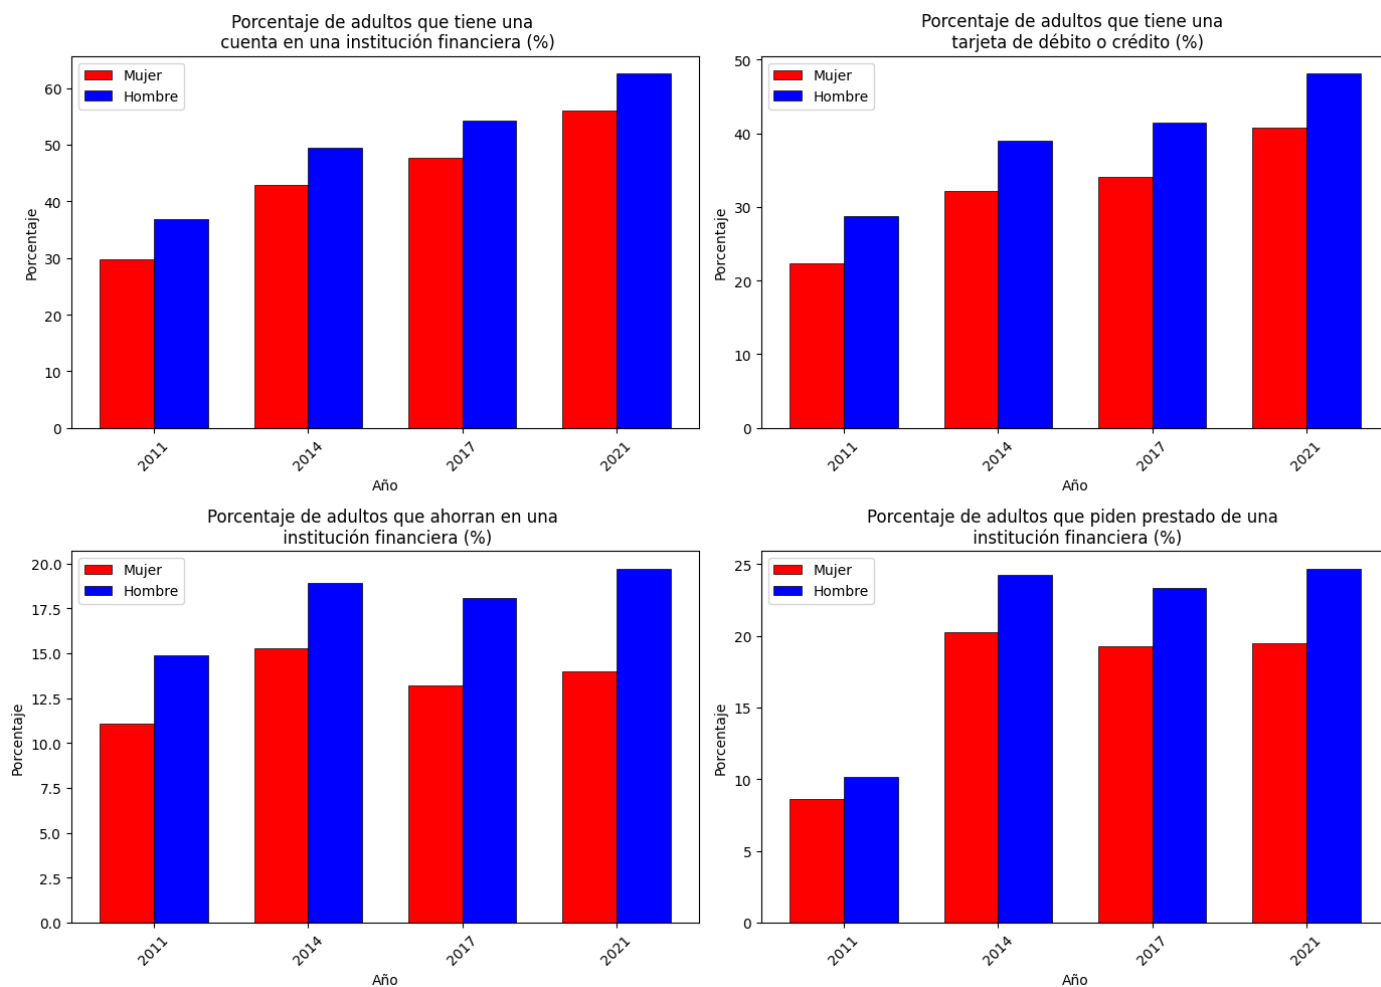 Porcentaje de adultos que tiene una
cuenta en una institución financiera (%)
Mujer
Hombre
60
50
40
30
20
10
0
Porcentaje
2011
2014
2017
2021
Año
Porcentaje de adultos que tiene una
tarjeta de débito o crédito (%)
Mujer
Hombre
50
40
30
20
10
0
Porcentaje
2011
2014
2017
2021
Año
Porcentaje de adultos que ahorran en una
institución financiera (%)
Mujer
Hombre
20.0
17.5
15.0
12.5
10.0
7.5
5.0
2.5
0.0
Porcentaje
2011
2014
2017
2021
Año
Porcentaje de adultos que piden prestado de una
institución financiera (%)
Mujer
Hombre
25
20
15
10
5
0
Porcentaje
2011
2014
2017
2021
Año